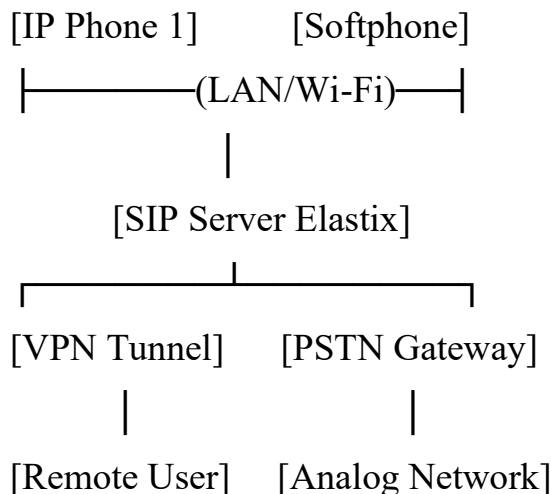 [IP Phone 1] [Softphone]
(LAN/Wi-Fi)
[SIP Server Elastix]
[VPN Tunnel] [PSTN Gateway]
[Remote User] [Analog Network]